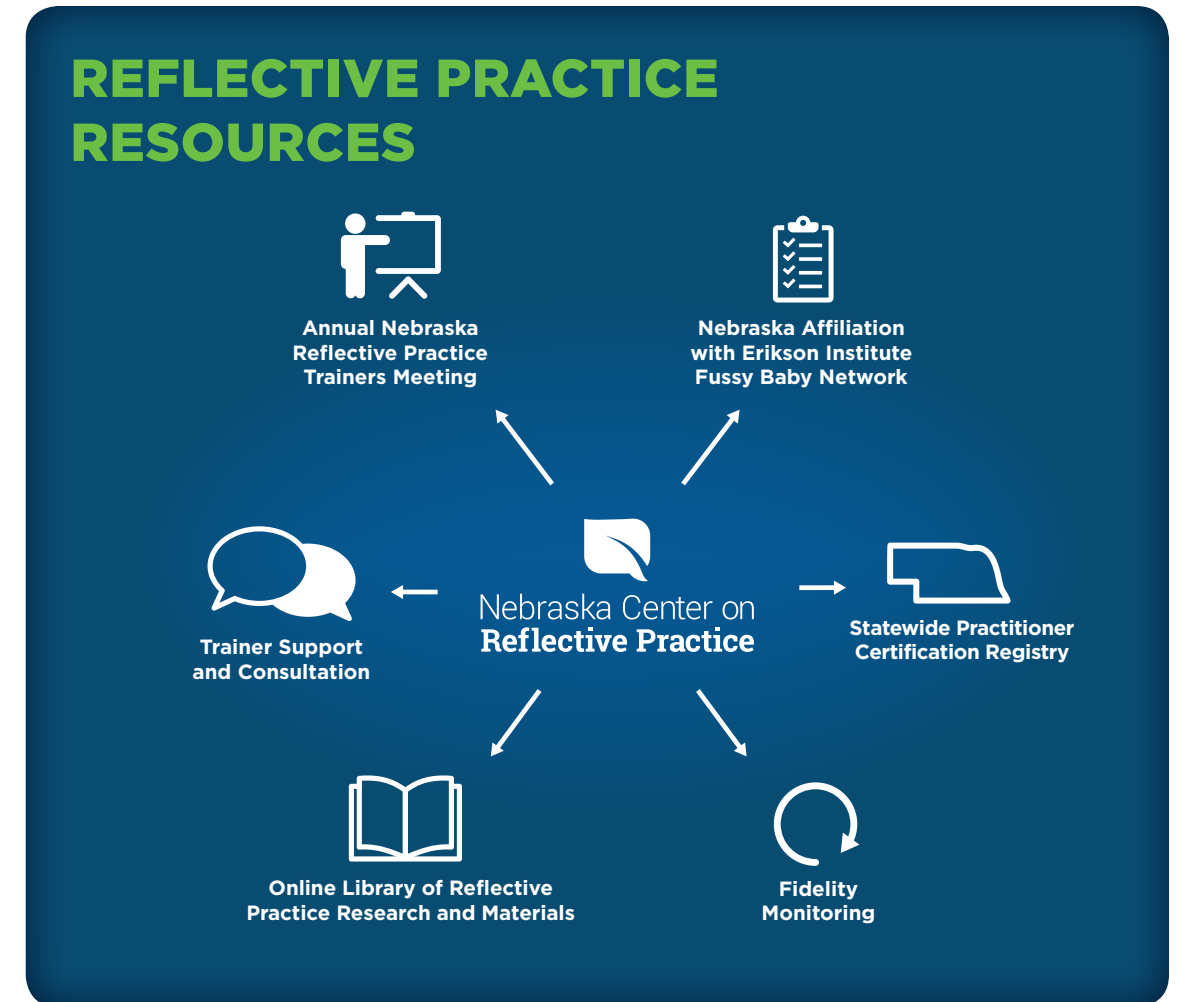 REFLECTIVE PRACTICE
RESOURCES
Annual Nebraska
Reflective Practice
Trainers Meeting
Nebraska Affiliation
with Erikson Institute
Fussy Baby Network
Trainer Support
and Consultation
Nebraska Center on
Reflective Practice
Statewide Practitioner
Certification Registry
Online Library of Reflective
Practice Research and Materials
Fidelity
Monitoring